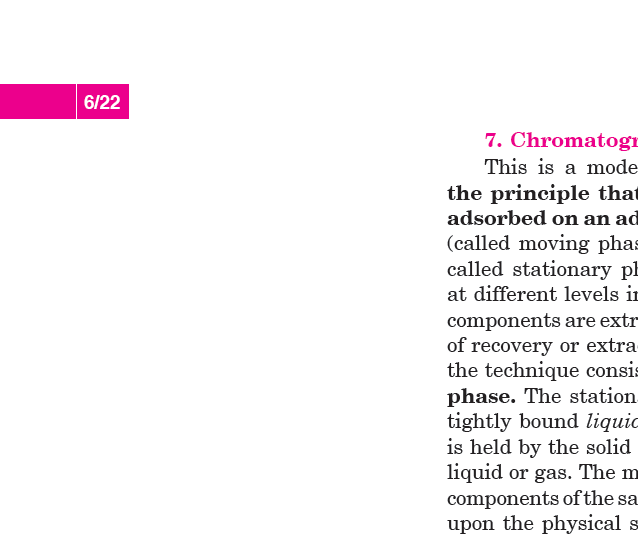 6/22
7. Chromatogr
This is a mode
the principle that
adsorbed on an ad
(called moving phas
called stationary ph
at different levels in
components are extr
of recovery or extrac
the technique consis
phase. The station
tightly bound liquid
is held by the solid
liquid or gas. The m
components of the sa
upon the physical s